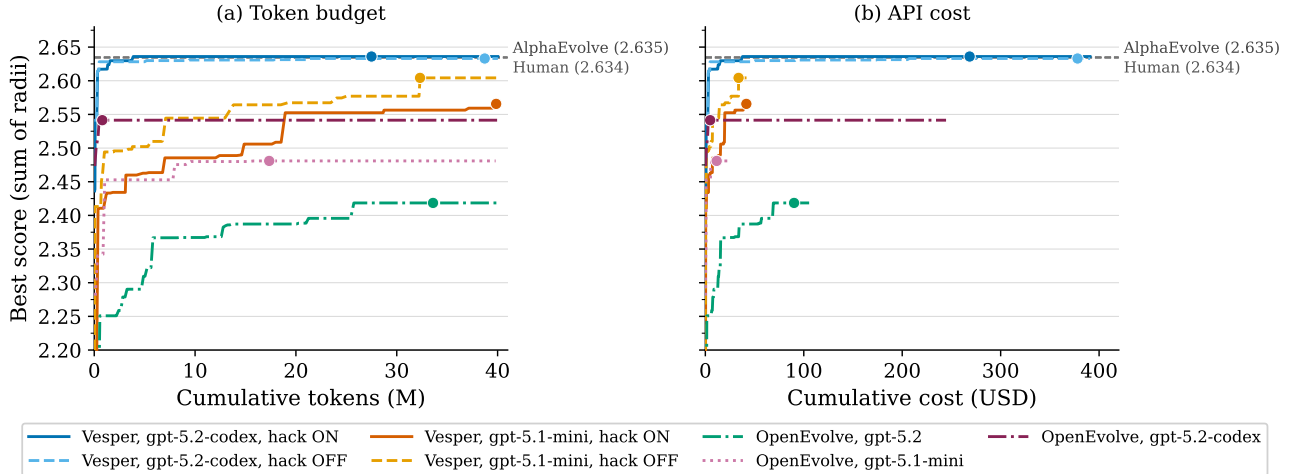 (a) Token budget
Best score (sum of radii)
2.65
2.60
2.55
2.50
2.45
2.40
2.35
2.30
2.25
2.20
0
10
20
30
40
Cumulative tokens (M)
AlphaEvolve (2.635)
Human (2.634)
(b) API cost
0
100
200
300
400
Cumulative cost (USD)
AlphaEvolve (2.635)
Human (2.634)
Vesper, gpt-5.2-codex, hack ON
Vesper, gpt-5.2-codex, hack OFF
Vesper, gpt-5.1-mini, hack ON
Vesper, gpt-5.1-mini, hack OFF
OpenEvolve, gpt-5.2
OpenEvolve, gpt-5.1-mini
OpenEvolve, gpt-5.2-codex